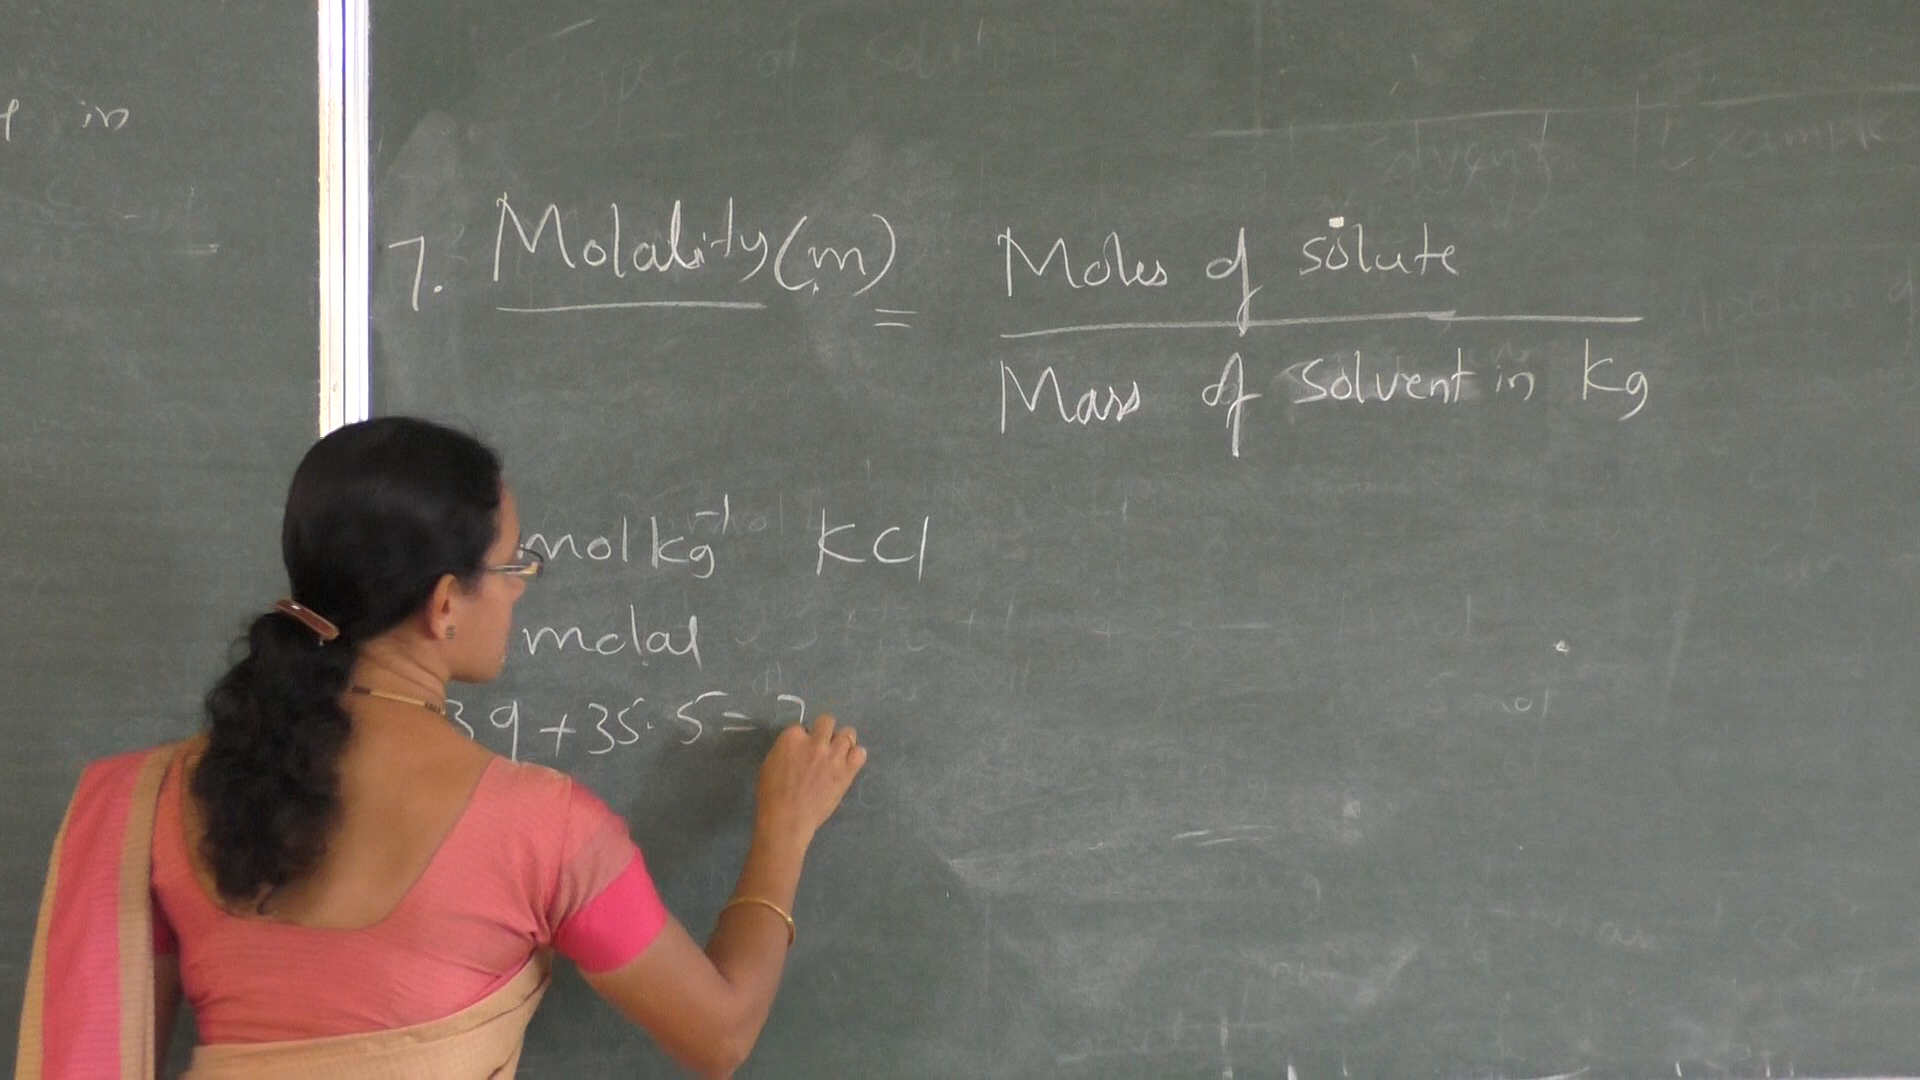 in
7. Molality (m) = Moles of solute
Mass of solvent in Kg
mol kg⁻¹ KCl
molal
39 + 35.5 = 7